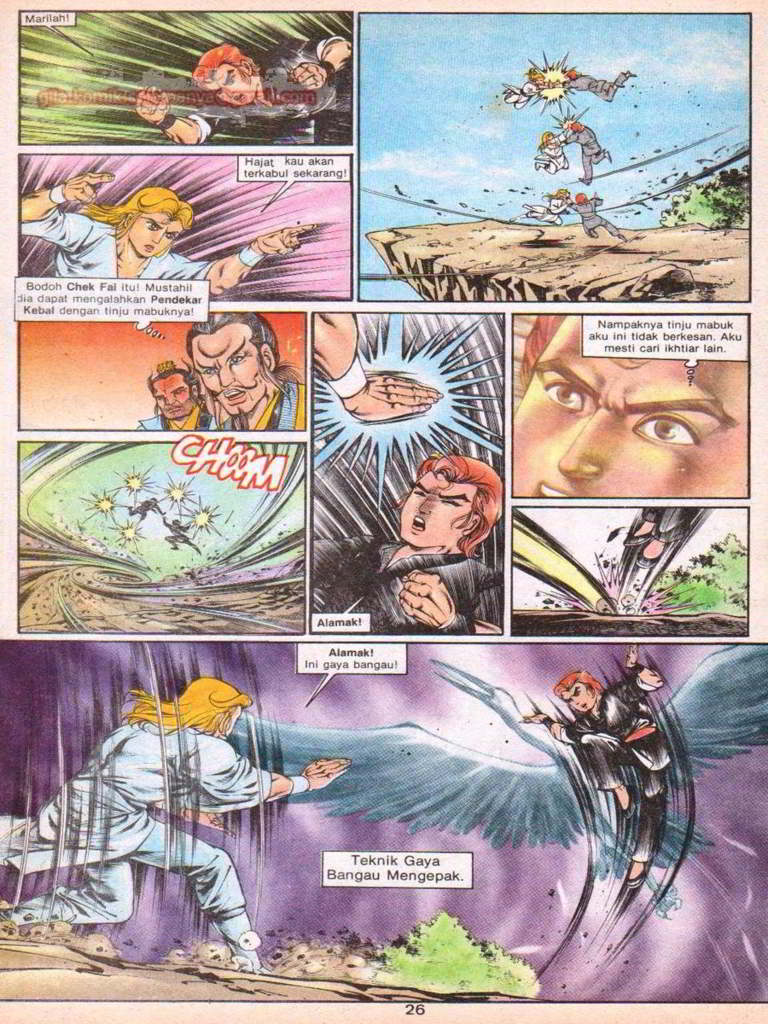 Marilah!
Hajat kau akan
terkabul sekarang!
Bodoh Chek Fai itu! Mustahil
dia dapat mengalahkan Pendekar
Kebal dengan tinju mabuknya!
CHOOM
Alamak!
Nampaknya tinju mabuk
aku ini tidak berkesan. Aku
mesti cari ikhtiar lain.
Alamak!
Ini gaya bangau!
Teknik Gaya
Bangau Mengepak.
26